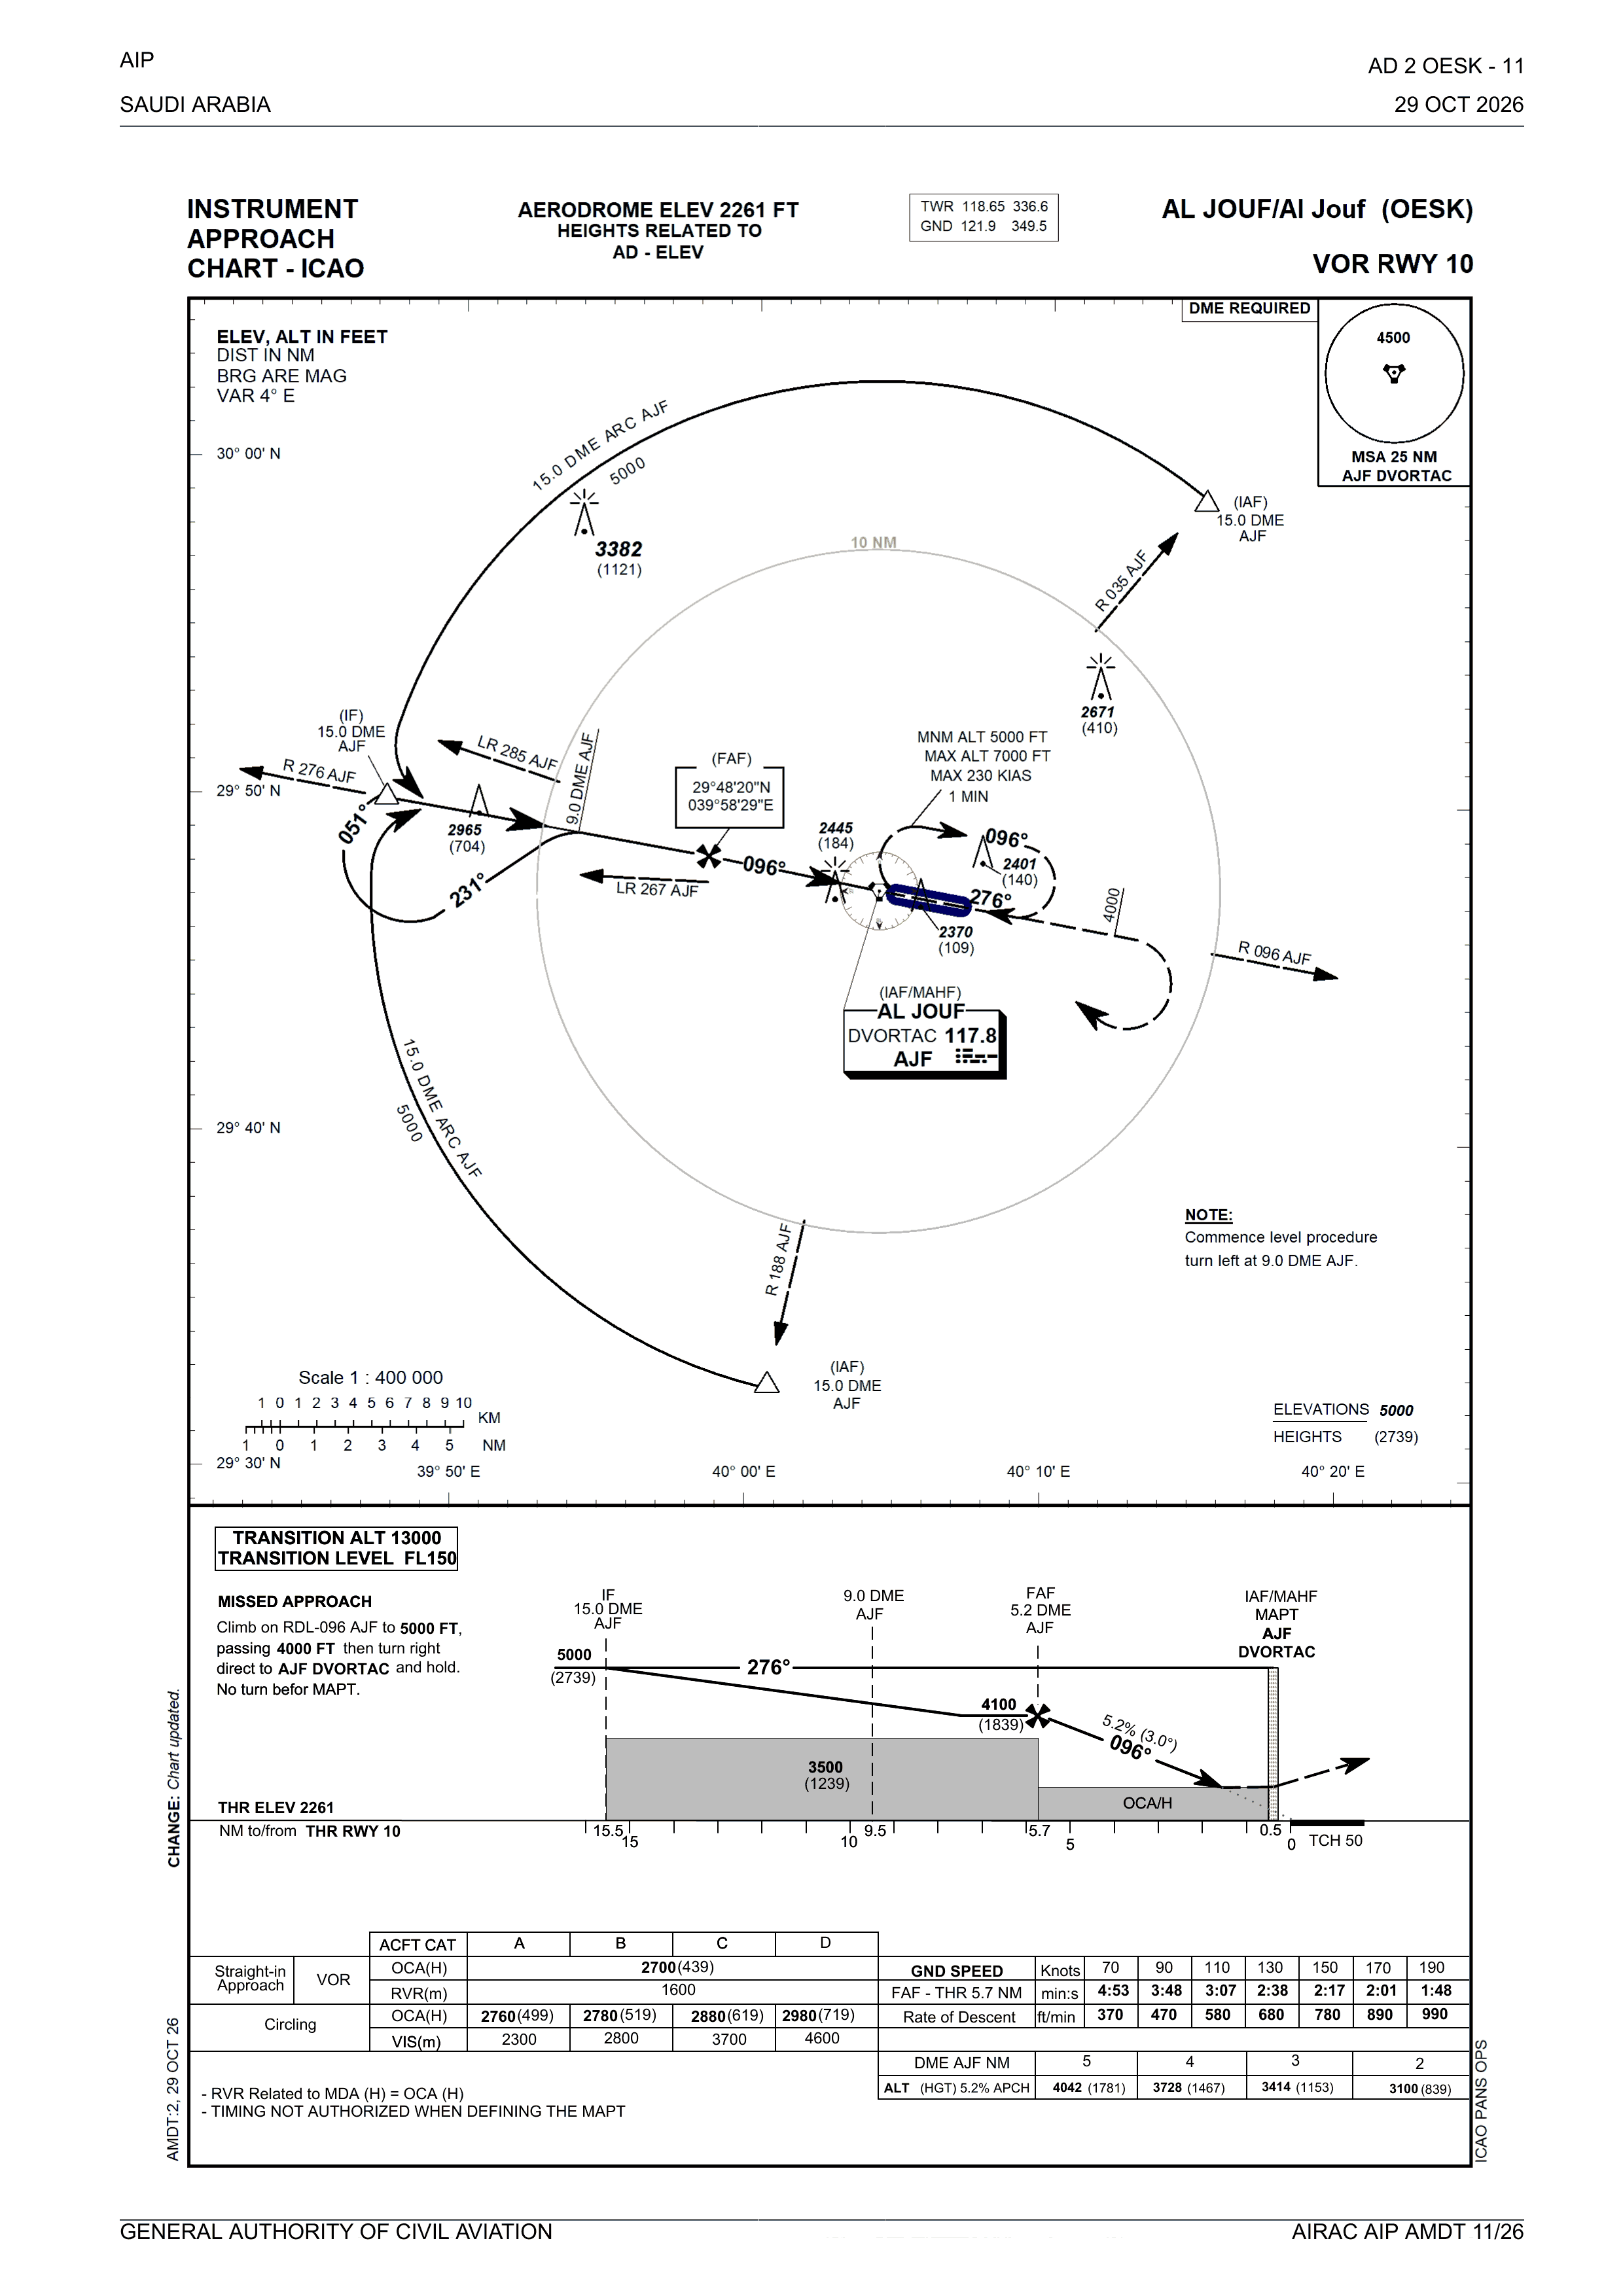 AIP
AD 2 OESK - 11
SAUDI ARABIA
29 OCT 2026
INSTRUMENT
APPROACH
CHART - ICAO
AERODROME ELEV 2261 FT
HEIGHTS RELATED TO
AD - ELEV
TWR 118.65 336.6
GND 121.9 349.5
AL JOUF/Al Jouf (OESK)
VOR RWY 10
DME REQUIRED
4500
MSA 25 NM
AJF DVORTAC
ELEV, ALT IN FEET
DIST IN NM
BRG ARE MAG
VAR 4° E
30° 00' N
15.0 DME ARC AJF
5000
3382
(1121)
10 NM
(IAF)
15.0 DME
AJF
R 035 AJF
2671
(410)
(IF)
15.0 DME
AJF
R 276 AJF
LR 285 AJF
9.0 DME AJF
29° 50' N
051°
2965
(704)
231°
(FAF)
29°48'20"N
039°58'29"E
096°
LR 267 AJF
2445
(184)
MNM ALT 5000 FT
MAX ALT 7000 FT
MAX 230 KIAS
1 MIN
096°
2401
(140)
276°
2370
(109)
4000
R 096 AJF
(IAF/MAHF)
AL JOUF
DVORTAC 117.8
AJF
15.0 DME ARC AJF
5000
29° 40' N
R 188 AJF
(IAF)
15.0 DME
AJF
NOTE:
Commence level procedure
turn left at 9.0 DME AJF.
Scale 1 : 400 000
1 0 1 2 3 4 5 6 7 8 9 10
KM
1 0 1 2 3 4 5 NM
ELEVATIONS 5000
HEIGHTS (2739)
29° 30' N
39° 50' E
40° 00' E
40° 10' E
40° 20' E
TRANSITION ALT 13000
TRANSITION LEVEL FL150
MISSED APPROACH
Climb on RDL-096 AJF to 5000 FT,
passing 4000 FT then turn right
direct to AJF DVORTAC and hold.
No turn befor MAPT.
IF
15.0 DME
AJF
9.0 DME
AJF
FAF
5.2 DME
AJF
IAF/MAHF
MAPT
AJF
DVORTAC
5000
(2739)
276°
4100
(1839)
5.2% (3.0°)
096°
3500
(1239)
OCA/H
THR ELEV 2261
NM to/from THR RWY 10
15.5
15
10
9.5
5.7
5
0.5
0
TCH 50
CHANGE: Chart updated.
AMDT:2, 29 OCT 26
ICAO PANS OPS
ACFT CAT A B C D
Straight-in
Approach
VOR
OCA(H) 2700(439)
RVR(m) 1600
Circling
OCA(H) 2760(499) 2780(519) 2880(619) 2980(719)
VIS(m) 2300 2800 3700 4600
GND SPEED Knots 70 90 110 130 150 170 190
FAF - THR 5.7 NM min:s 4:53 3:48 3:07 2:38 2:17 2:01 1:48
Rate of Descent ft/min 370 470 580 680 780 890 990
DME AJF NM 5 4 3 2
ALT (HGT) 5.2% APCH 4042 (1781) 3728 (1467) 3414 (1153) 3100 (839)
- RVR Related to MDA (H) = OCA (H)
- TIMING NOT AUTHORIZED WHEN DEFINING THE MAPT
GENERAL AUTHORITY OF CIVIL AVIATION
AIRAC AIP AMDT 11/26